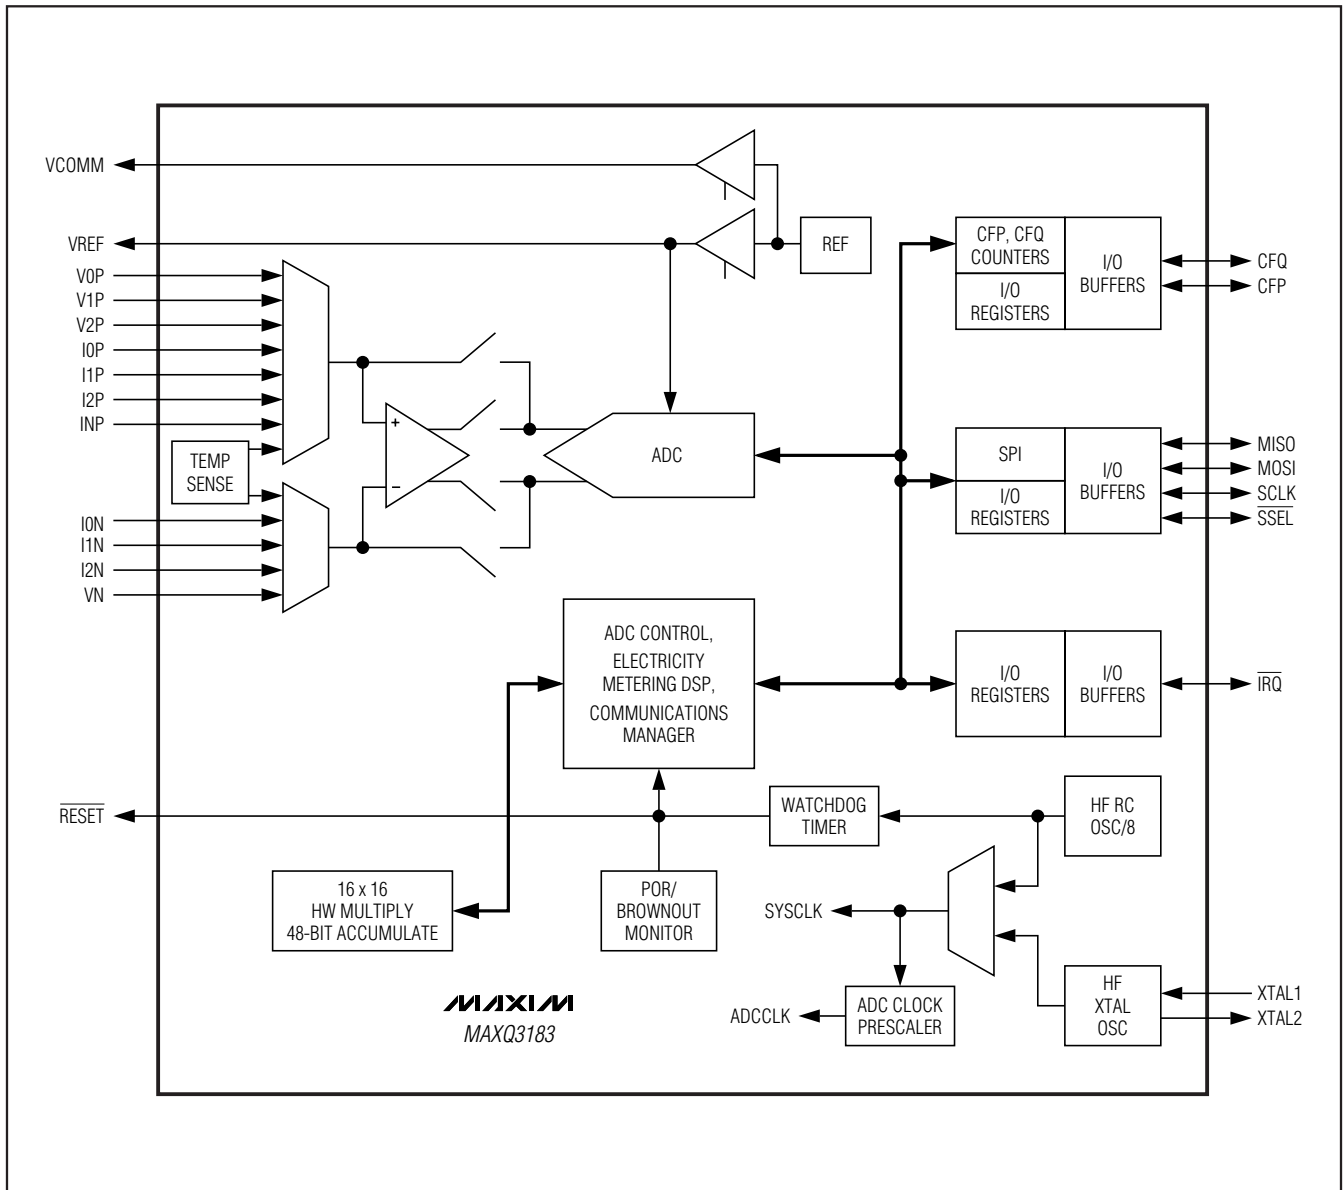 VCOMM
VREF
REF
V0P
V1P
V2P
I0P
I1P
I2P
INP
TEMP
SENSE
I0N
I1N
I2N
VN
+
−
ADC
CFP, CFQ
COUNTERS
I/O
REGISTERS
I/O
BUFFERS
CFQ
CFP
SPI
I/O
REGISTERS
I/O
BUFFERS
MISO
MOSI
SCLK
SSEL
ADC CONTROL,
ELECTRICITY
METERING DSP,
COMMUNICATIONS
MANAGER
I/O
REGISTERS
I/O
BUFFERS
IRQ
RESET
WATCHDOG
TIMER
HF RC
OSC/8
16 x 16
HW MULTIPLY
48-BIT ACCUMULATE
POR/
BROWNOUT
MONITOR
SYSCLK
ADCCLK
ADC CLOCK
PRESCALER
HF
XTAL
OSC
XTAL1
XTAL2
MAXIM
MAXQ3183